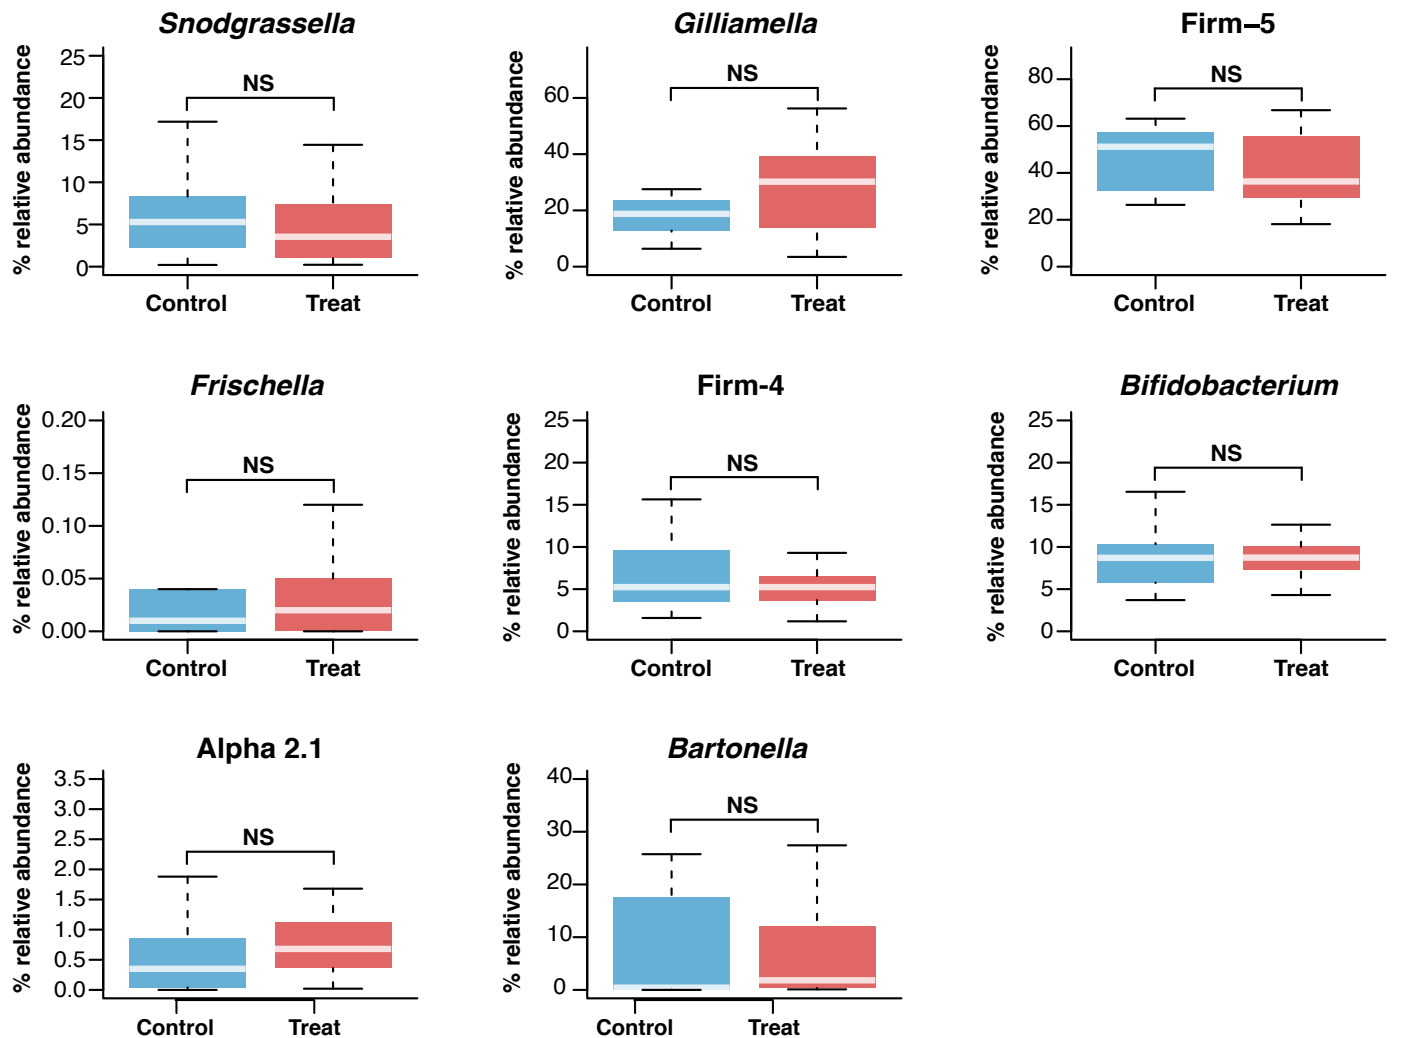 Snodgrassella
% relative abundance
25
20
15
10
5
0
NS
Control Treat
Gilliamella
% relative abundance
60
40
20
0
NS
Control Treat
Firm–5
% relative abundance
80
60
40
20
0
NS
Control Treat
Frischella
% relative abundance
0.20
0.15
0.10
0.05
0.00
NS
Control Treat
Firm-4
% relative abundance
25
20
15
10
5
0
NS
Control Treat
Bifidobacterium
% relative abundance
25
20
15
10
5
0
NS
Control Treat
Alpha 2.1
% relative abundance
3.5
3.0
2.5
2.0
1.5
1.0
0.5
0.0
NS
Control Treat
Bartonella
% relative abundance
40
30
20
10
0
NS
Control Treat